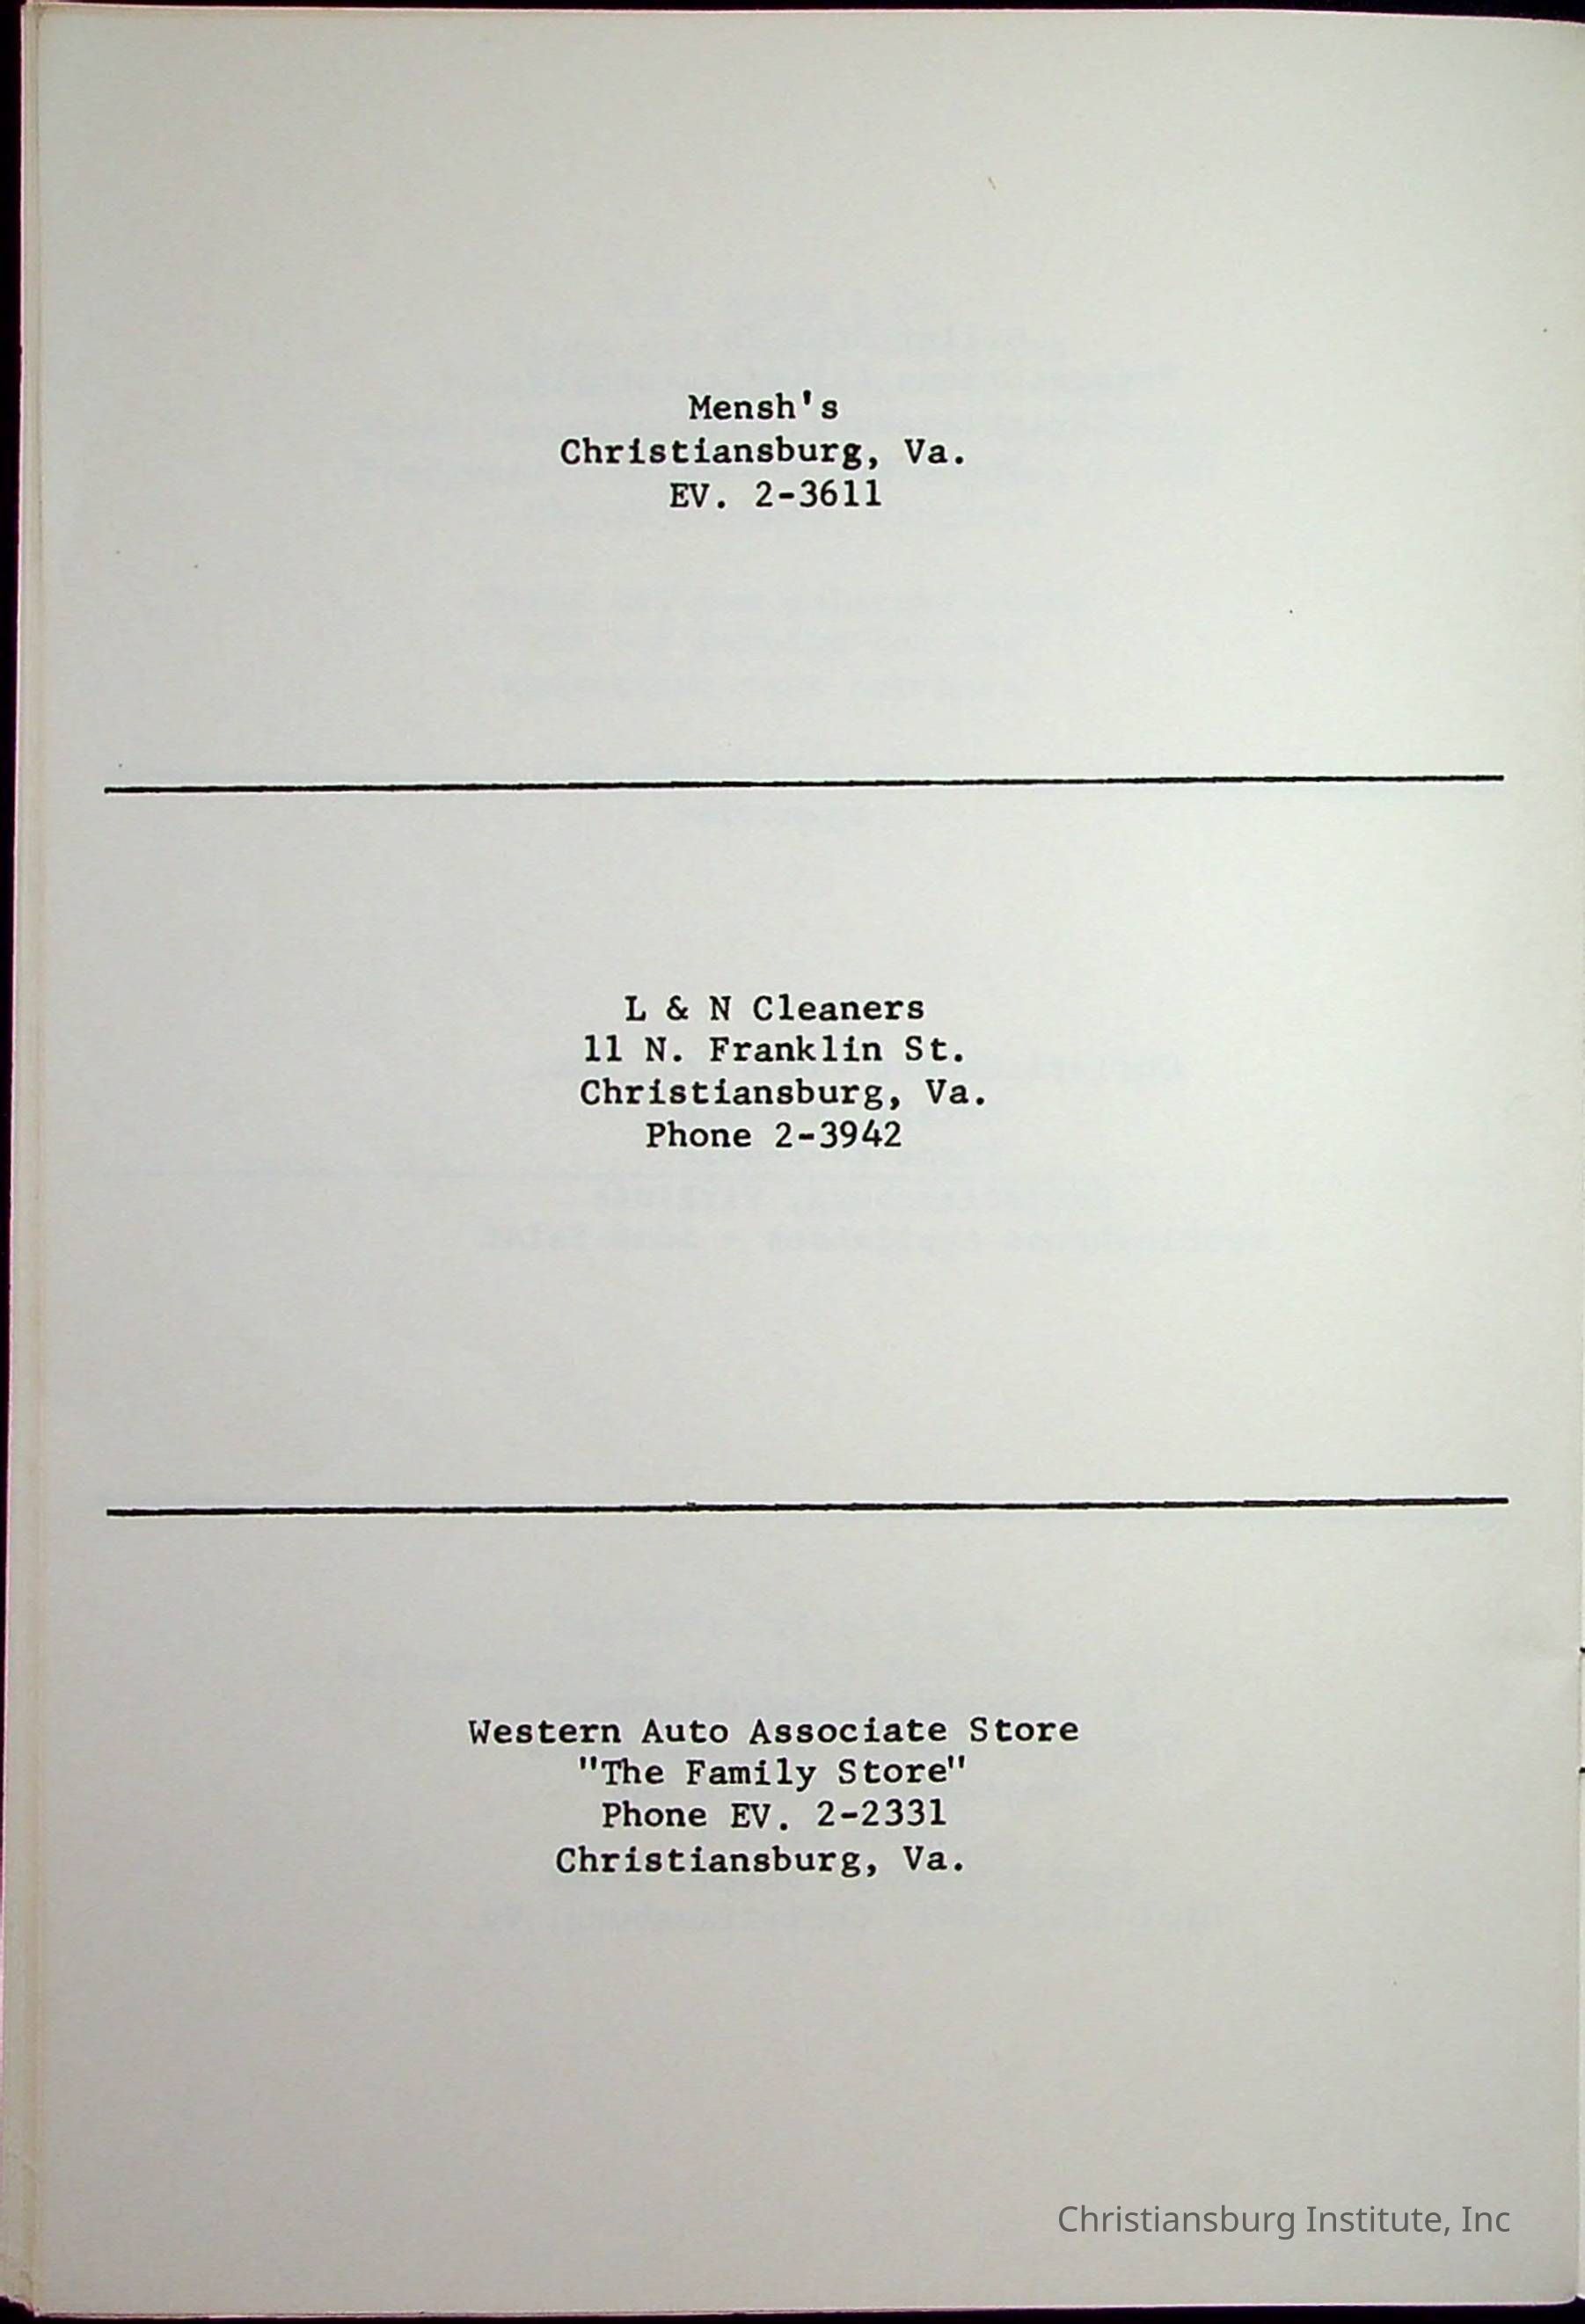 Mensh's
Christiansburg, Va.
EV. 2-3611
L & N Cleaners
11 N. Franklin St.
Christiansburg, Va.
Phone 2-3942
Western Auto Associate Store
"The Family Store"
Phone EV. 2-2331
Christiansburg, Va.
Christiansburg Institute, Inc